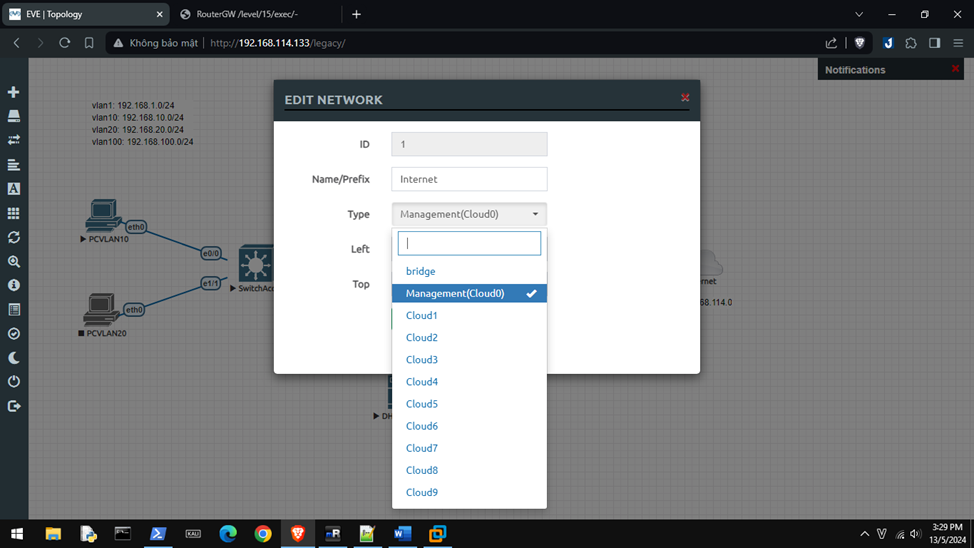 EVE | Topology
RouterGW /level/15/exec/-
Không bảo mật
http://192.168.114.133/legacy/
Notifications
EDIT NETWORK
vlan1: 192.168.1.0/24
vlan10: 192.168.10.0/24
vlan20: 192.168.20.0/24
vlan100: 192.168.100.0/24
ID
1
Name/Prefix
Internet
Type
Management(Cloud0)
Left
Top
bridge
Management(Cloud0)
Cloud1
Cloud2
Cloud3
Cloud4
Cloud5
Cloud6
Cloud7
Cloud8
Cloud9
eth0
PCVLAN10
e0/0
SwitchAcc
e1/1
eth0
PCVLAN20
DH
rnet
8.114.0
KALI
3:29 PM
13/5/2024